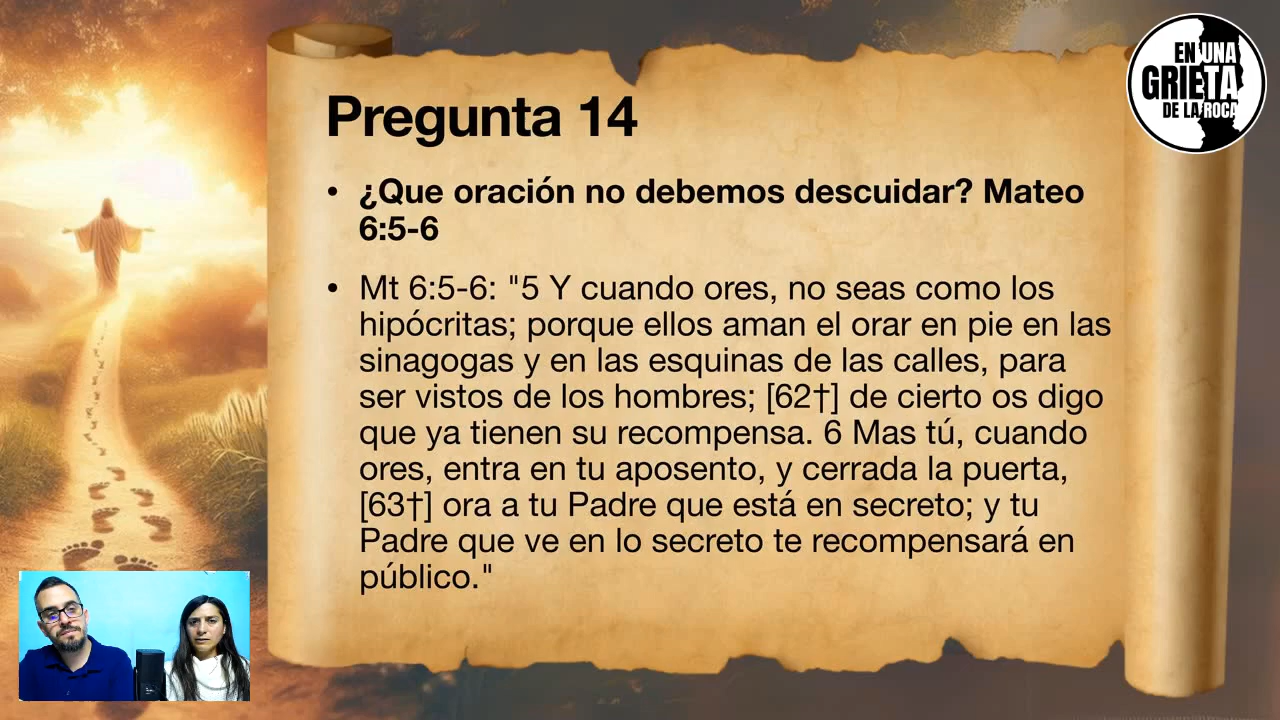 EN UNA
GRIETA
DE LA ROCA
Pregunta 14
• ¿Que oración no debemos descuidar? Mateo
6:5-6
• Mt 6:5-6: "5 Y cuando ores, no seas como los
hipócritas; porque ellos aman el orar en pie en las
sinagogas y en las esquinas de las calles, para
ser vistos de los hombres; [62†] de cierto os digo
que ya tienen su recompensa. 6 Mas tú, cuando
ores, entra en tu aposento, y cerrada la puerta,
[63†] ora a tu Padre que está en secreto; y tu
Padre que ve en lo secreto te recompensará en
público."